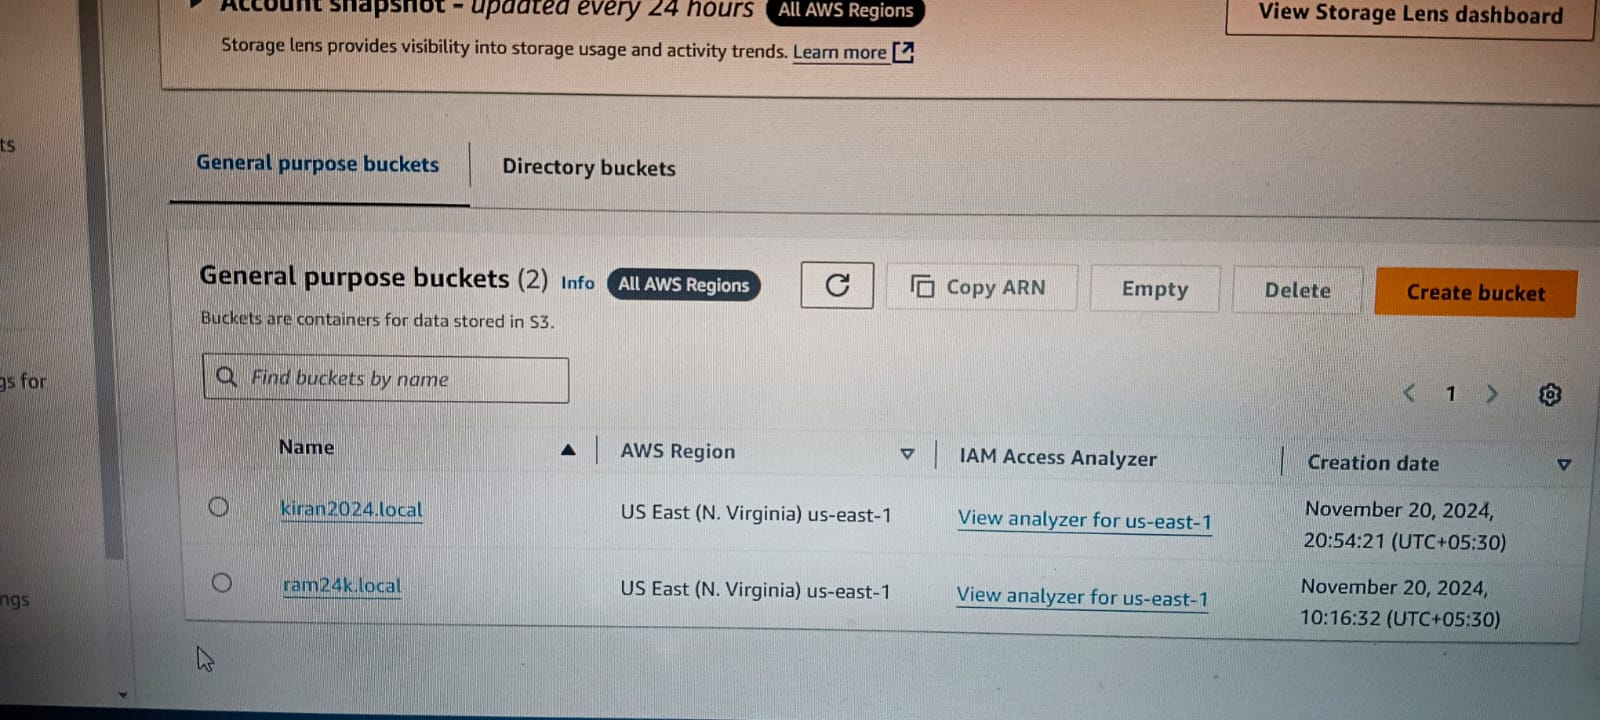 Account snapshot - updated every 24 hours All AWS Regions
View Storage Lens dashboard
Storage lens provides visibility into storage usage and activity trends. Learn more
ts
General purpose buckets
Directory buckets
General purpose buckets (2) Info All AWS Regions
Copy ARN
Empty
Delete
Create bucket
Buckets are containers for data stored in S3.
Find buckets by name
gs for
1
Name
AWS Region
IAM Access Analyzer
Creation date
kiran2024.local
US East (N. Virginia) us-east-1
View analyzer for us-east-1
November 20, 2024,
20:54:21 (UTC+05:30)
ram24k.local
US East (N. Virginia) us-east-1
View analyzer for us-east-1
November 20, 2024,
10:16:32 (UTC+05:30)
ngs